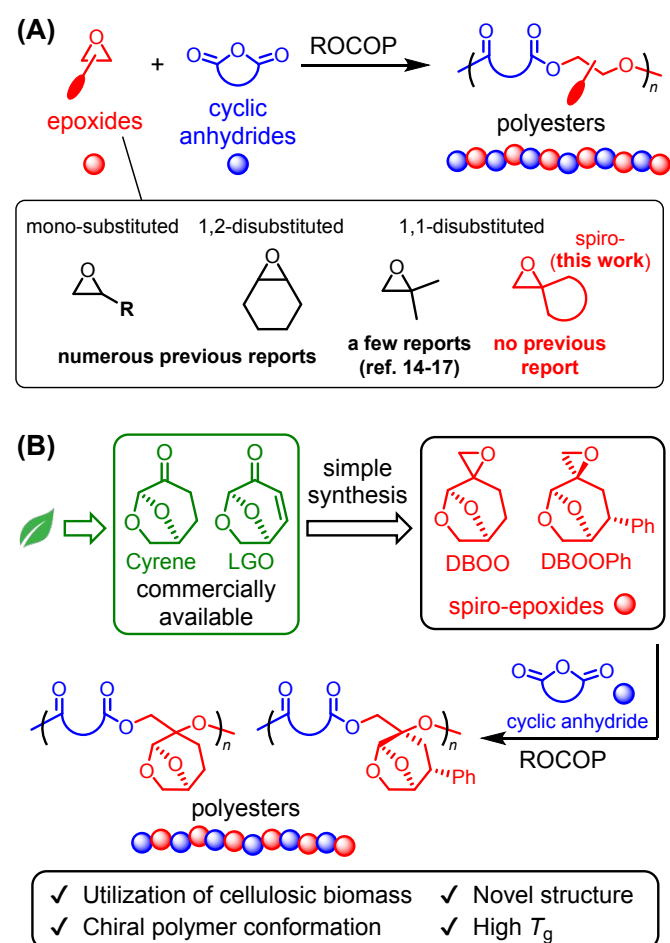 (A)
O
+
O O O
ROCOP
O O
O O
n
epoxides
cyclic
anhydrides
polyesters
mono-substituted 1,2-disubstituted 1,1-disubstituted
spiro-
(this work)
O O O O
R
numerous previous reports
a few reports
(ref. 14-17)
no previous
report
(B)
O O
O O O O
Cyrene LGO
commercially
available
simple
synthesis
O O
O O O O
Ph
DBOO DBOOPh
spiro-epoxides
O O O
cyclic anhydride
ROCOP
O O O O
O O O O
n n
O O O O
Ph
polyesters
✓ Utilization of cellulosic biomass ✓ Novel structure
✓ Chiral polymer conformation ✓ High Tg